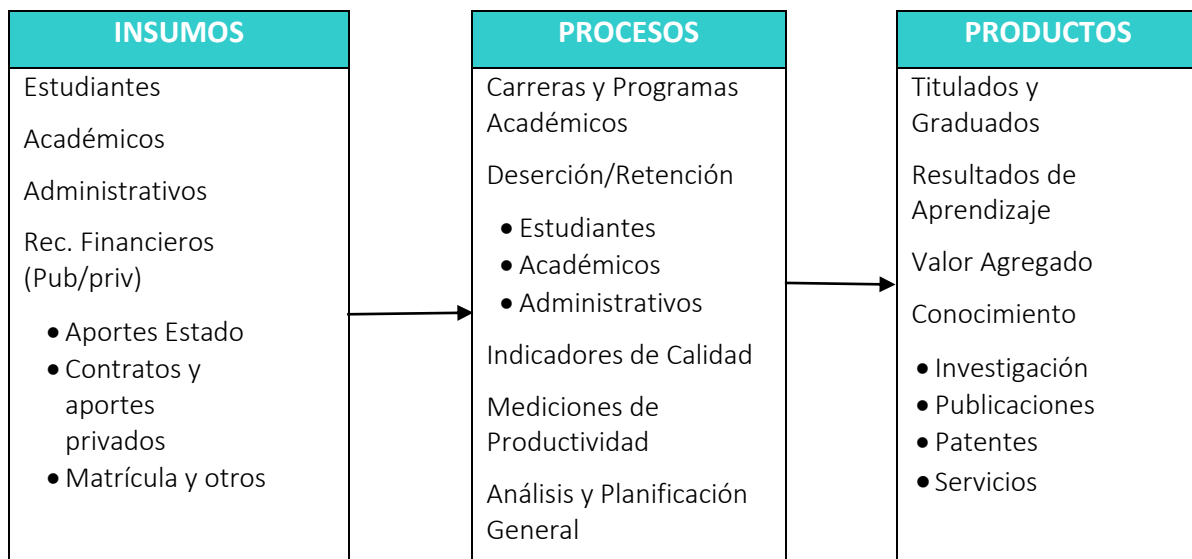 INSUMOS
Estudiantes
Académicos
Administrativos
Rec. Financieros
(Pub/priv)
• Aportes Estado
• Contratos y
aportes
privados
• Matrícula y otros
PROCESOS
Carreras y Programas
Académicos
Deserción/Retención
• Estudiantes
• Académicos
• Administrativos
Indicadores de Calidad
Mediciones de
Productividad
Análisis y Planificación
General
PRODUCTOS
Titulados y
Graduados
Resultados de
Aprendizaje
Valor Agregado
Conocimiento
• Investigación
• Publicaciones
• Patentes
• Servicios